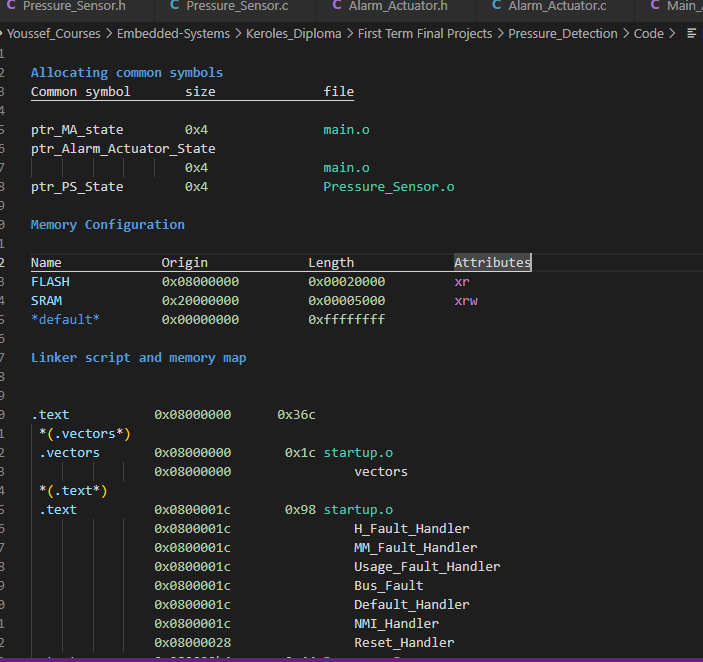 Pressure_Sensor.h Pressure_Sensor.c Alarm_Actuator.h Alarm_Actuator.c Main_
Youssef_Courses > Embedded-Systems > Keroles_Diploma > First Term Final Projects > Pressure_Detection > Code >
1
2 Allocating common symbols
3 Common symbol size file
4
5 ptr_MA_state 0x4 main.o
6 ptr_Alarm_Actuator_State
7 0x4 main.o
8 ptr_PS_State 0x4 Pressure_Sensor.o
9
0 Memory Configuration
1
2 Name Origin Length Attributes
3 FLASH 0x08000000 0x00020000 xr
4 SRAM 0x20000000 0x00005000 xrw
5 *default* 0x00000000 0xffffffff
6
7 Linker script and memory map
8
9
0 .text 0x08000000 0x36c
1 *(.vectors*)
2 .vectors 0x08000000 0x1c startup.o
3 0x08000000 vectors
4 *(.text*)
5 .text 0x0800001c 0x98 startup.o
6 0x0800001c H_Fault_Handler
7 0x0800001c MM_Fault_Handler
8 0x0800001c Usage_Fault_Handler
9 0x0800001c Bus_Fault
0 0x0800001c Default_Handler
1 0x0800001c NMI_Handler
2 0x08000028 Reset_Handler